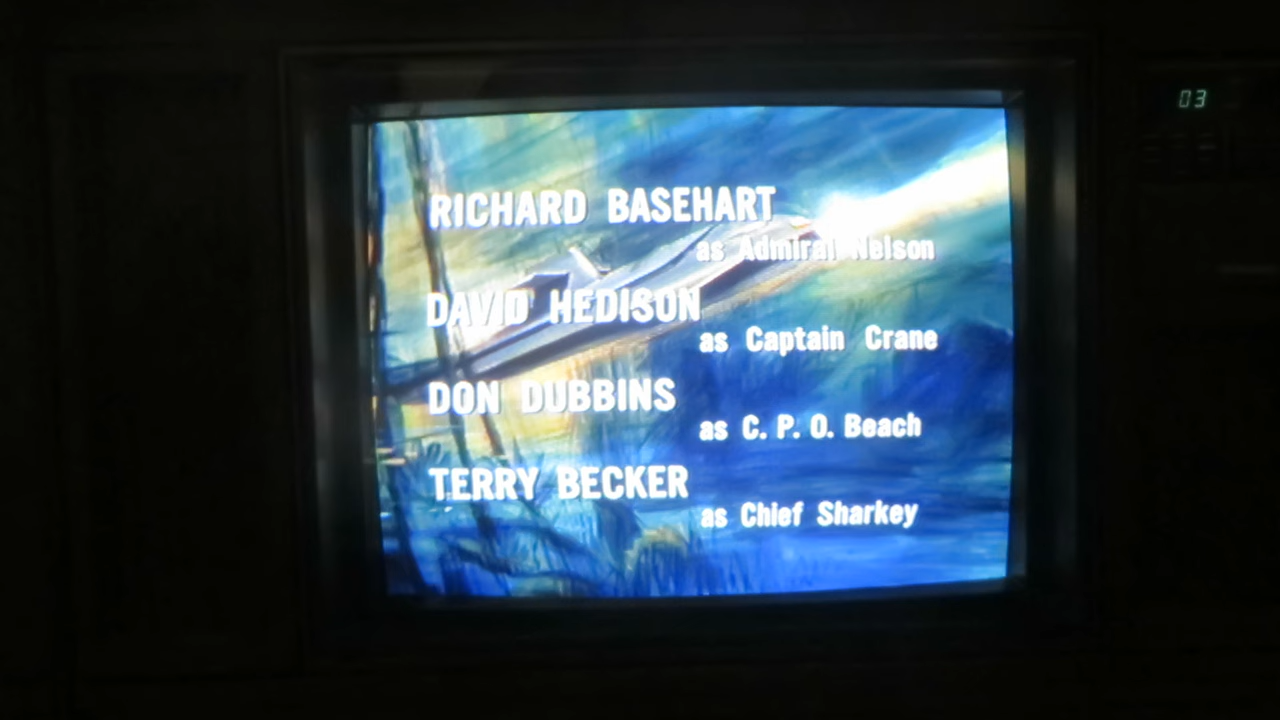 03
RICHARD BASEHART
as Admiral Nelson
DAVID HEDISON
as Captain Crane
DON DUBBINS
as C. P. O. Beach
TERRY BECKER
as Chief Sharkey